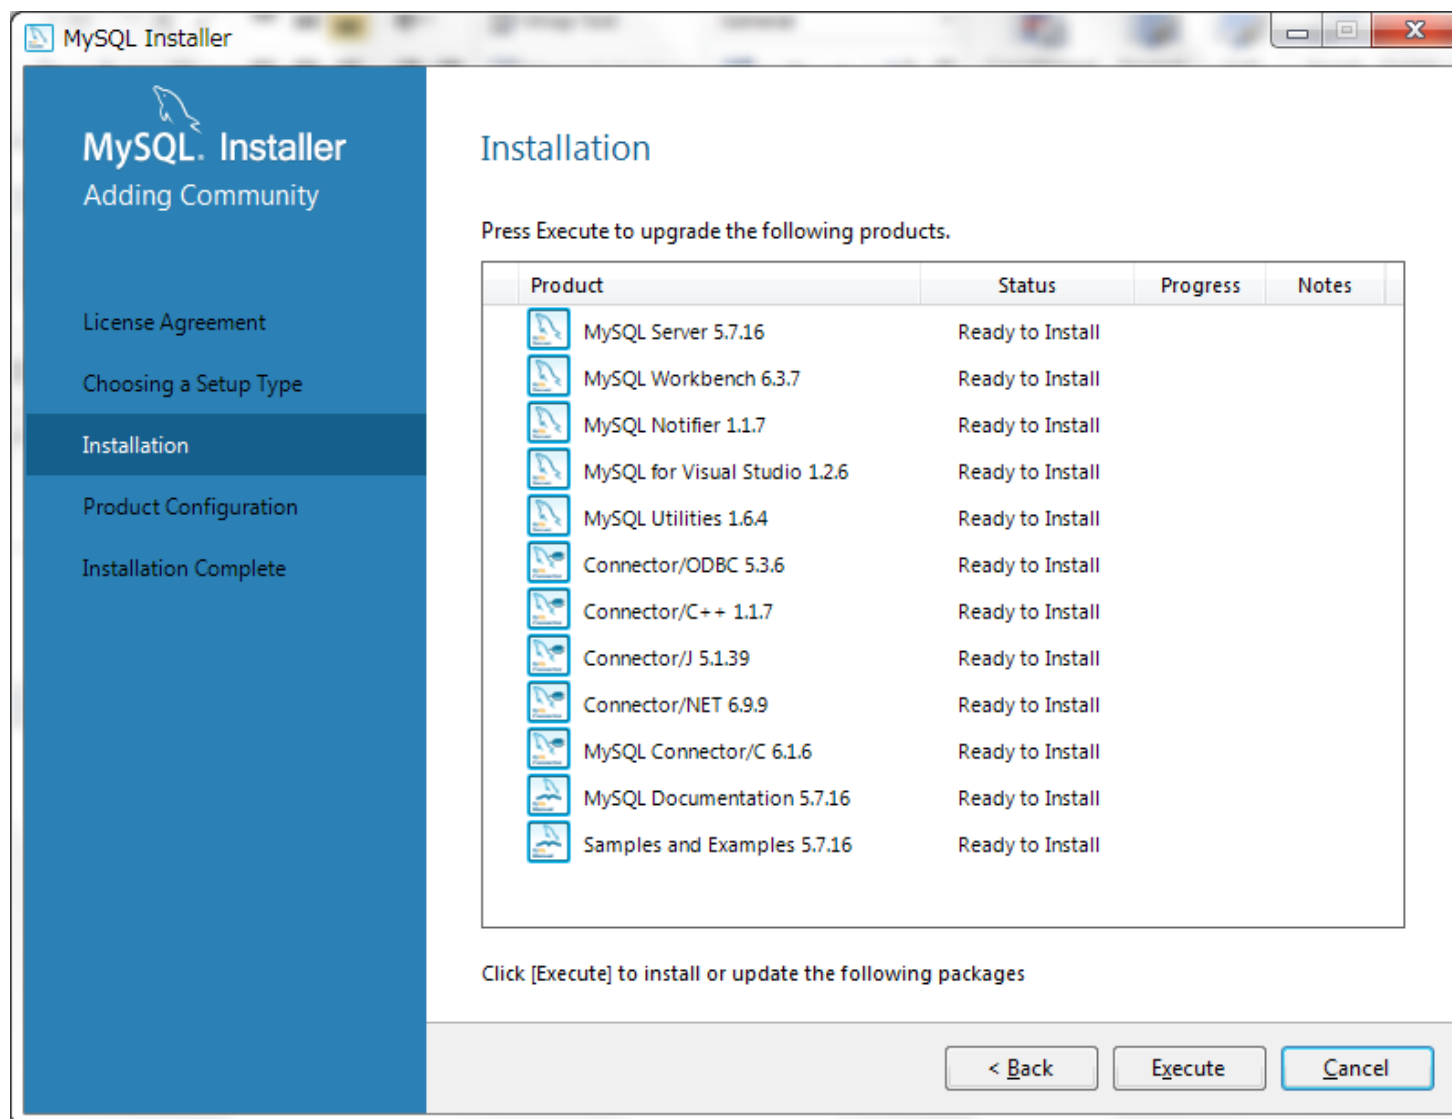 MySQL Installer
MySQL. Installer
Adding Community
License Agreement
Choosing a Setup Type
Installation
Product Configuration
Installation Complete
Installation
Press Execute to upgrade the following products.
Product Status Progress Notes
MySQL Server 5.7.16 Ready to Install
MySQL Workbench 6.3.7 Ready to Install
MySQL Notifier 1.1.7 Ready to Install
MySQL for Visual Studio 1.2.6 Ready to Install
MySQL Utilities 1.6.4 Ready to Install
Connector/ODBC 5.3.6 Ready to Install
Connector/C++ 1.1.7 Ready to Install
Connector/J 5.1.39 Ready to Install
Connector/NET 6.9.9 Ready to Install
MySQL Connector/C 6.1.6 Ready to Install
MySQL Documentation 5.7.16 Ready to Install
Samples and Examples 5.7.16 Ready to Install
Click [Execute] to install or update the following packages
< Back Execute Cancel